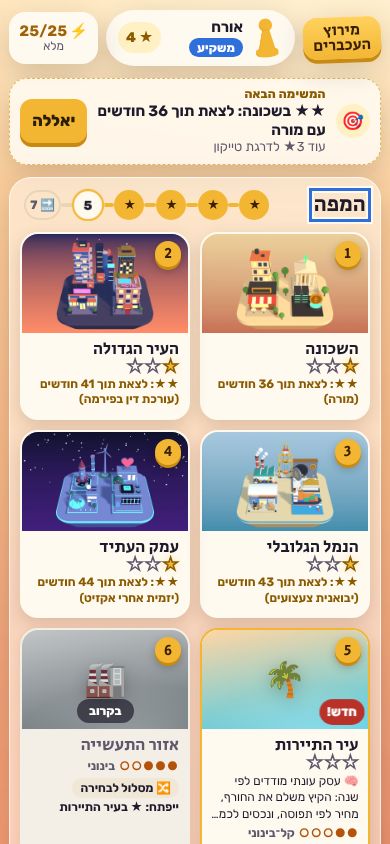 מירוץ העכברים
אורח
משקיע
★ 4
⚡ 25/25
מלא
המשימה הבאה
★★ בשכונה: לצאת תוך 36 חודשים
עם מורה
עוד 3★ לדרגת טייקון
יאללה
המפה
★ ★ ★ ★ 5 ➡️ 7
1
השכונה
★☆☆
★★: לצאת תוך 36 חודשים
(מורה)
2
העיר הגדולה
★☆☆
★★: לצאת תוך 41 חודשים
(עורכת דין בפירמה)
3
הנמל הגלובלי
★☆☆
★★: לצאת תוך 43 חודשים
(יבואנית צעצועים)
4
עמק העתיד
★☆☆
★★: לצאת תוך 44 חודשים
(יזמית אחרי אקזיט)
5
חדש!
עיר התיירות
☆☆☆
🧠 עסק עונתי מודדים לפי
שנה: הקיץ משלם את החורף,
מחיר לפי תפוסה, ונכסים לכמ...
קל־בינוני
6
בקרוב
אזור התעשייה
בינוני
🔀 מסלול לבחירה
ייפתח: ★ בעיר התיירות